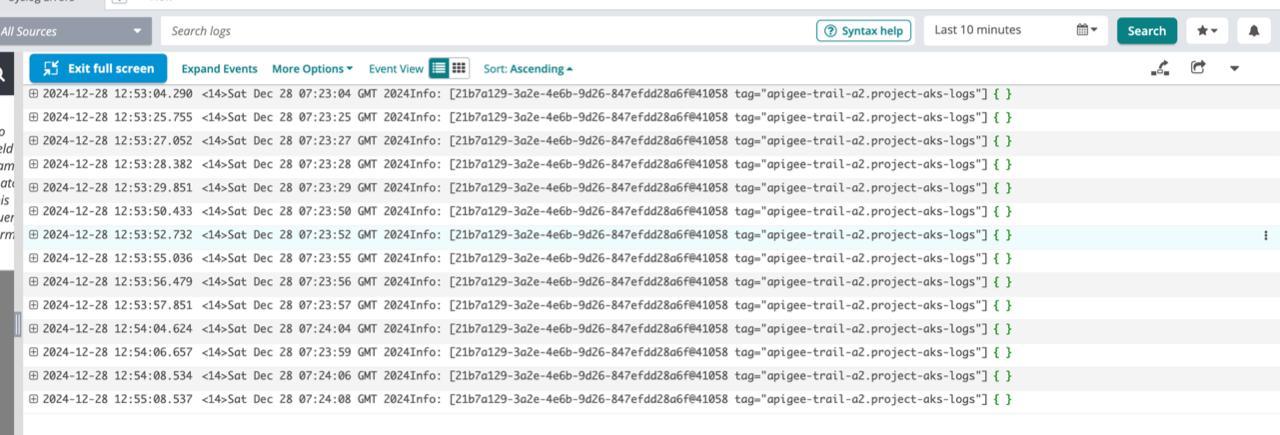 All Sources
Search logs
Syntax help
Last 10 minutes
Search
Exit full screen
Expand Events
More Options
Event View
Sort: Ascending
2024-12-28 12:53:04.290 <14>Sat Dec 28 07:23:04 GMT 2024Info: [21b7a129-3a2e-4e6b-9d26-847efdd28a6f@41058 tag="apigee-trail-a2.project-aks-logs"] { }
2024-12-28 12:53:25.755 <14>Sat Dec 28 07:23:25 GMT 2024Info: [21b7a129-3a2e-4e6b-9d26-847efdd28a6f@41058 tag="apigee-trail-a2.project-aks-logs"] { }
2024-12-28 12:53:27.052 <14>Sat Dec 28 07:23:27 GMT 2024Info: [21b7a129-3a2e-4e6b-9d26-847efdd28a6f@41058 tag="apigee-trail-a2.project-aks-logs"] { }
2024-12-28 12:53:28.382 <14>Sat Dec 28 07:23:28 GMT 2024Info: [21b7a129-3a2e-4e6b-9d26-847efdd28a6f@41058 tag="apigee-trail-a2.project-aks-logs"] { }
2024-12-28 12:53:29.851 <14>Sat Dec 28 07:23:29 GMT 2024Info: [21b7a129-3a2e-4e6b-9d26-847efdd28a6f@41058 tag="apigee-trail-a2.project-aks-logs"] { }
2024-12-28 12:53:50.433 <14>Sat Dec 28 07:23:50 GMT 2024Info: [21b7a129-3a2e-4e6b-9d26-847efdd28a6f@41058 tag="apigee-trail-a2.project-aks-logs"] { }
2024-12-28 12:53:52.732 <14>Sat Dec 28 07:23:52 GMT 2024Info: [21b7a129-3a2e-4e6b-9d26-847efdd28a6f@41058 tag="apigee-trail-a2.project-aks-logs"] { }
2024-12-28 12:53:55.036 <14>Sat Dec 28 07:23:55 GMT 2024Info: [21b7a129-3a2e-4e6b-9d26-847efdd28a6f@41058 tag="apigee-trail-a2.project-aks-logs"] { }
2024-12-28 12:53:56.479 <14>Sat Dec 28 07:23:56 GMT 2024Info: [21b7a129-3a2e-4e6b-9d26-847efdd28a6f@41058 tag="apigee-trail-a2.project-aks-logs"] { }
2024-12-28 12:53:57.851 <14>Sat Dec 28 07:23:57 GMT 2024Info: [21b7a129-3a2e-4e6b-9d26-847efdd28a6f@41058 tag="apigee-trail-a2.project-aks-logs"] { }
2024-12-28 12:54:04.624 <14>Sat Dec 28 07:24:04 GMT 2024Info: [21b7a129-3a2e-4e6b-9d26-847efdd28a6f@41058 tag="apigee-trail-a2.project-aks-logs"] { }
2024-12-28 12:54:06.657 <14>Sat Dec 28 07:23:59 GMT 2024Info: [21b7a129-3a2e-4e6b-9d26-847efdd28a6f@41058 tag="apigee-trail-a2.project-aks-logs"] { }
2024-12-28 12:54:08.534 <14>Sat Dec 28 07:24:06 GMT 2024Info: [21b7a129-3a2e-4e6b-9d26-847efdd28a6f@41058 tag="apigee-trail-a2.project-aks-logs"] { }
2024-12-28 12:55:08.537 <14>Sat Dec 28 07:24:08 GMT 2024Info: [21b7a129-3a2e-4e6b-9d26-847efdd28a6f@41058 tag="apigee-trail-a2.project-aks-logs"] { }